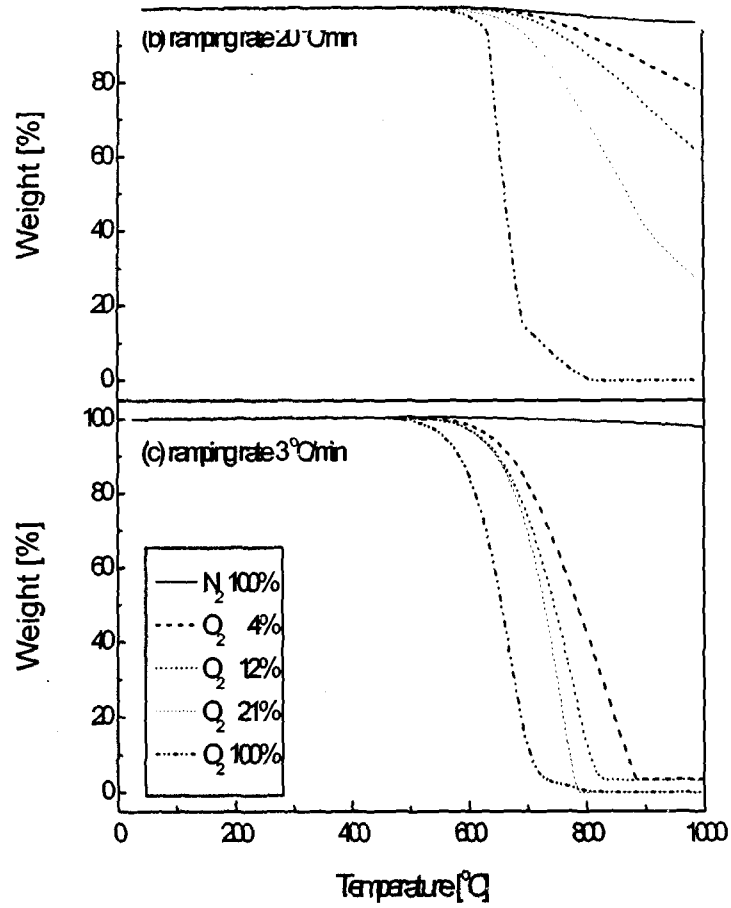 (b) ramping rate 20°C/min
Weight [%]
80
60
40
20
0
100
(c) ramping rate 3°C/min
Weight [%]
80
60
40
20
0
N2 100%
O2 4%
O2 12%
O2 21%
O2 100%
0 200 400 600 800 1000
Temperature [°C]